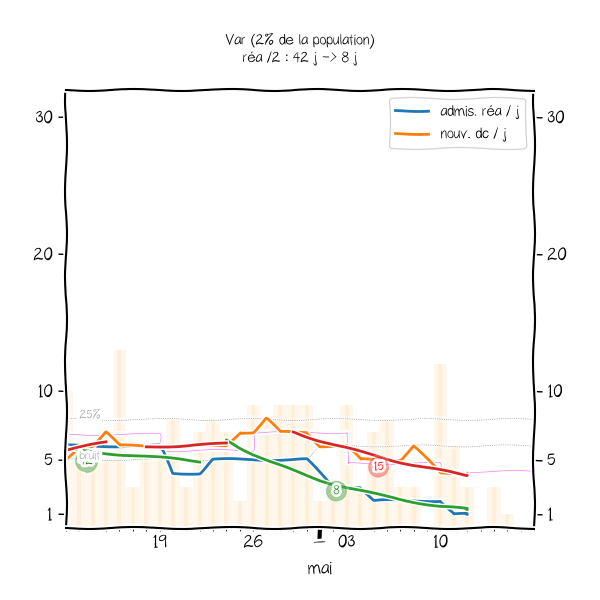 Var (2% de la population)
réa /2 : 42 j -> 8 j
admis. réa / j
nouv. dc / j
30
30
20
20
10
10
25%
bruit
5
5
15
8
1
1
19
26
03
10
mai